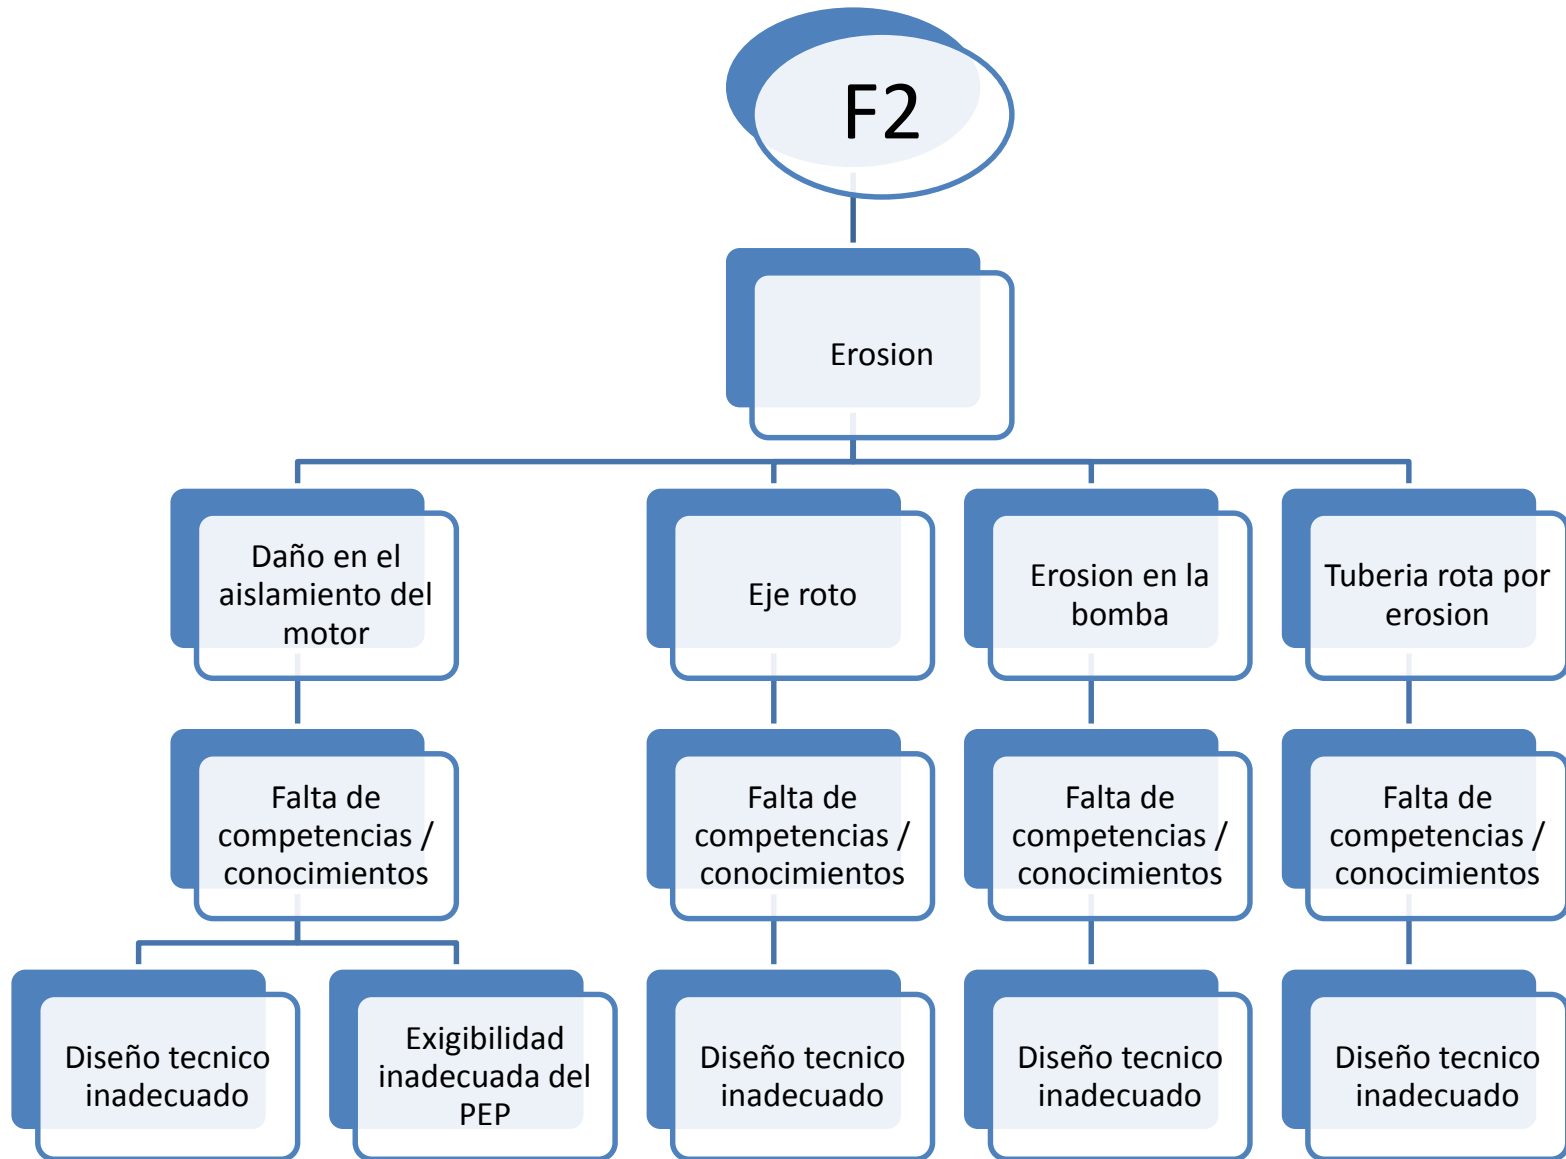 F2
Erosion
Daño en el
aislamiento del
motor
Eje roto
Erosion en la
bomba
Tuberia rota por
erosion
Falta de
competencias /
conocimientos
Falta de
competencias /
conocimientos
Falta de
competencias /
conocimientos
Falta de
competencias /
conocimientos
Diseño tecnico
inadecuado
Exigibilidad
inadecuada del
PEP
Diseño tecnico
inadecuado
Diseño tecnico
inadecuado
Diseño tecnico
inadecuado